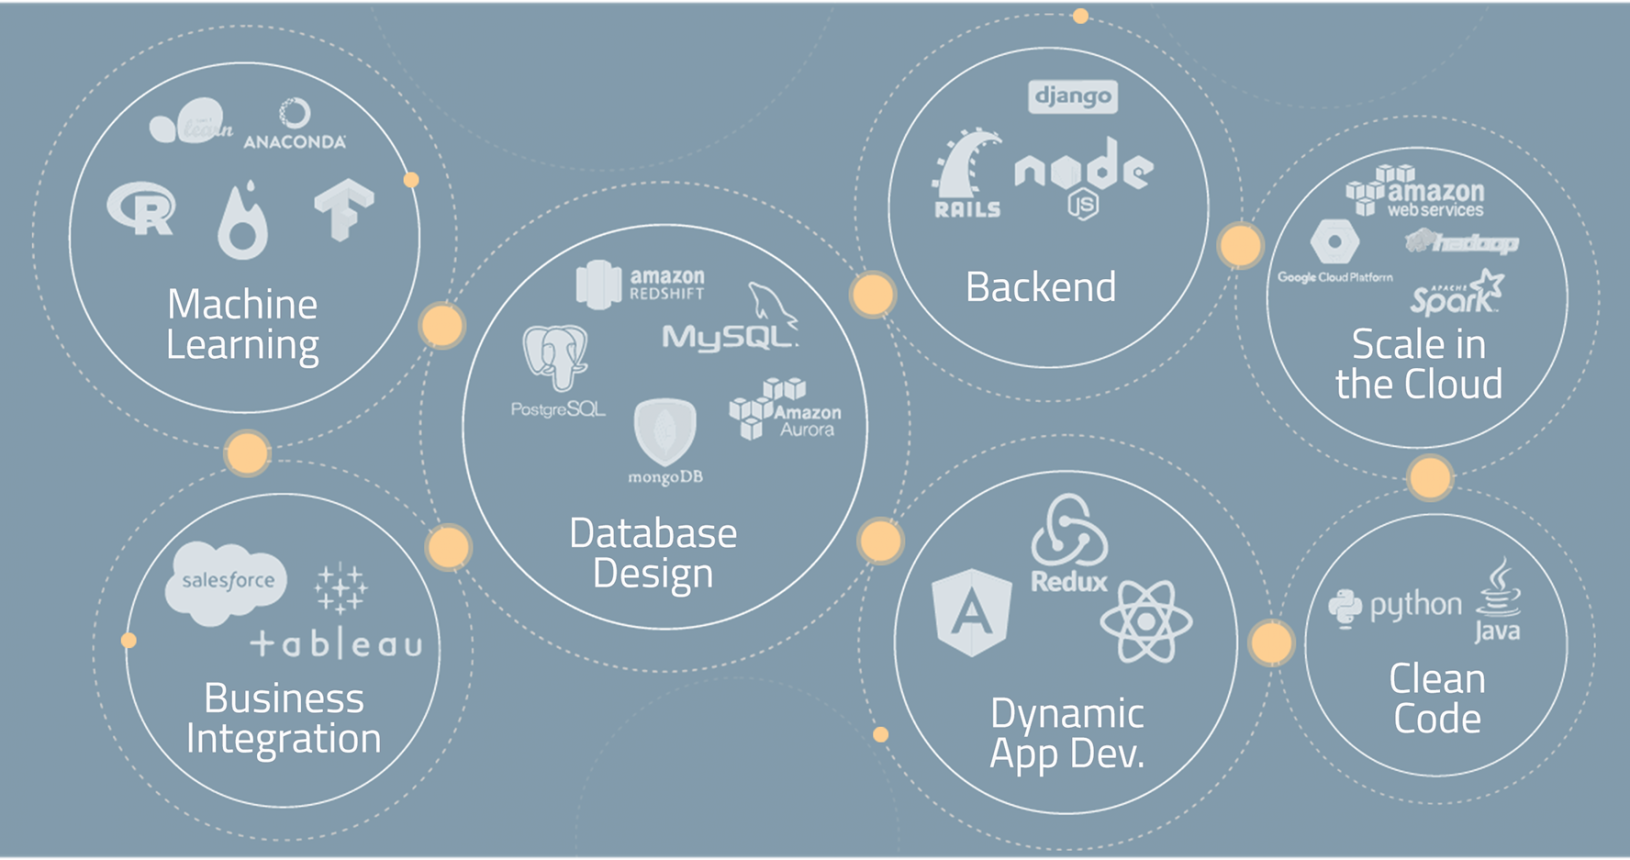 learn
ANACONDA
R
Machine
Learning
amazon
REDSHIFT
MySQL
PostgreSQL
Amazon
Aurora
mongoDB
Database
Design
salesforce
+ableau
Business
Integration
django
RAILS
node
JS
Backend
amazon
web services
Google Cloud Platform
hadoop
APACHE
Spark
Scale in
the Cloud
Redux
A
Dynamic
App Dev.
python
Java
Clean
Code